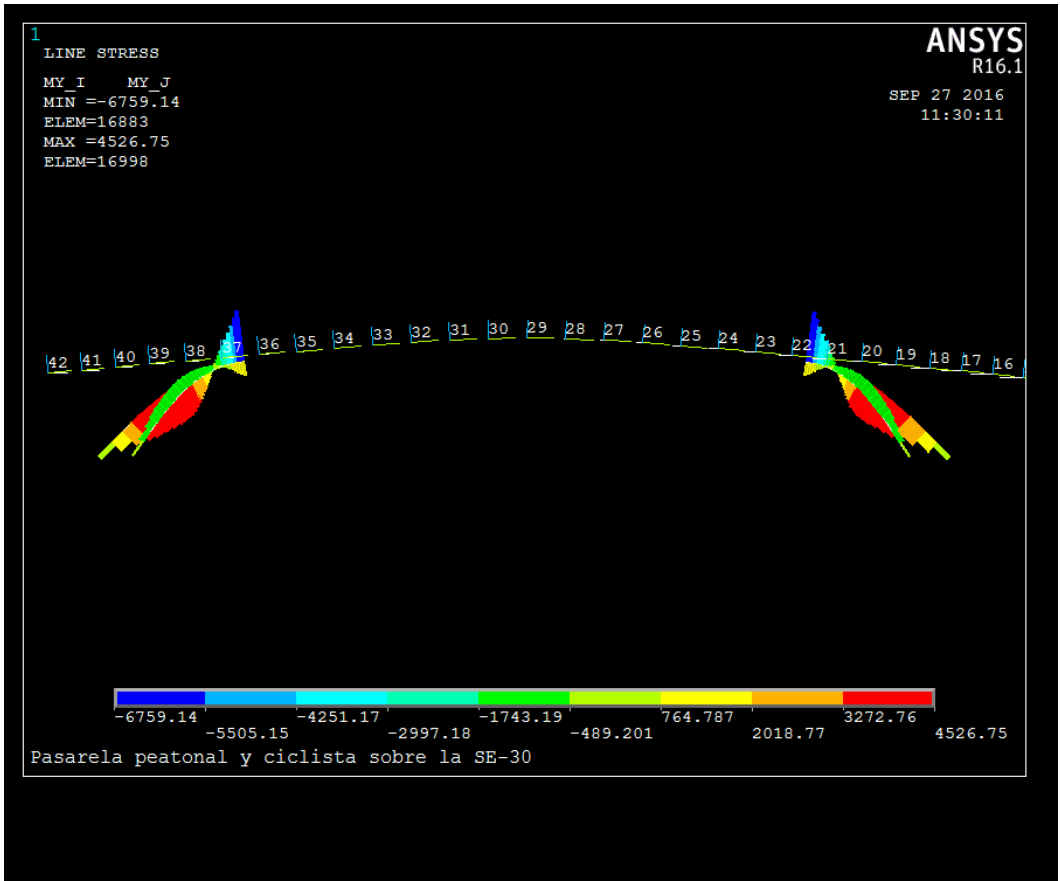 1
LINE STRESS
MY_I MY_J
MIN =-6759.14
ELEM=16883
MAX =4526.75
ELEM=16998
ANSYS
R16.1
SEP 27 2016
11:30:11
42 41 40 39 38 37 36 35 34 33 32 31 30 29 28 27 26 25 24 23 22 21 20 19 18 17 16
-6759.14 -4251.17 -1743.19 764.787 3272.76
-5505.15 -2997.18 -489.201 2018.77 4526.75
Pasarela peatonal y ciclista sobre la SE-30